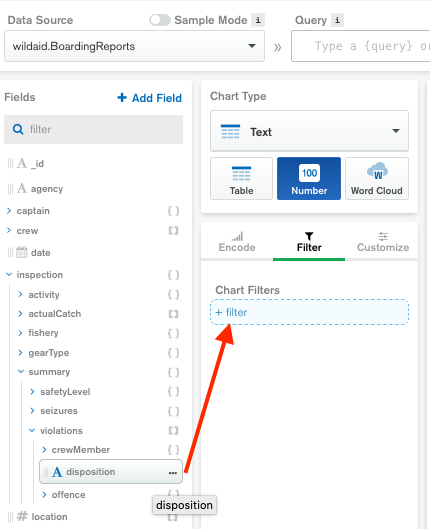 Data Source
Sample Mode i
Query i
wildaid.BoardingReports
»
Type a {query} or
Fields
+ Add Field
filter
A _id
A agency
captain { }
crew [ ]
date
inspection { }
activity { }
actualCatch [ ]
fishery { }
gearType { }
summary { }
safetyLevel { }
seizures { }
violations [ ]
crewMember { }
A disposition ...
offence { }
# location [ ]
disposition
Chart Type
Text
Table
100
Number
W
Word Cloud
Encode
Filter
Customize
Chart Filters
+ filter